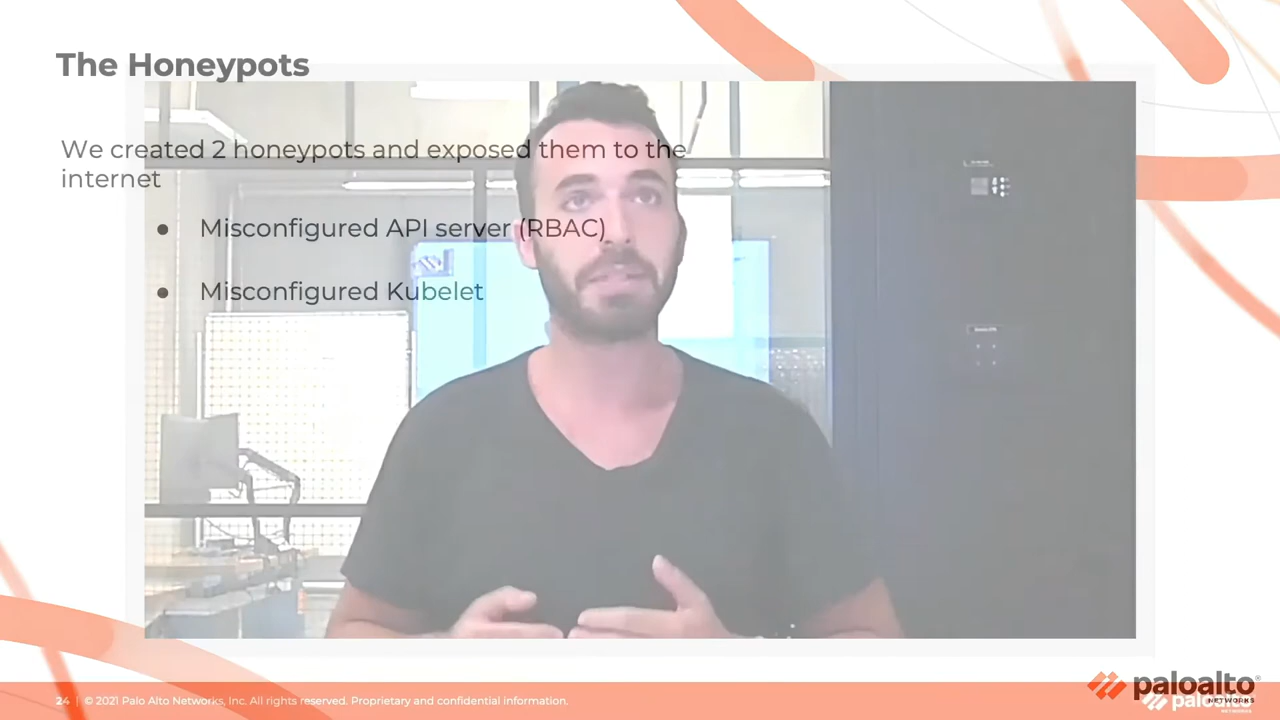 The Honeypots
We created 2 honeypots and exposed them to the
internet
● Misconfigured API server (RBAC)
● Misconfigured Kubelet
24 | © 2021 Palo Alto Networks, Inc. All rights reserved. Proprietary and confidential information.
paloalto
NETWORKS